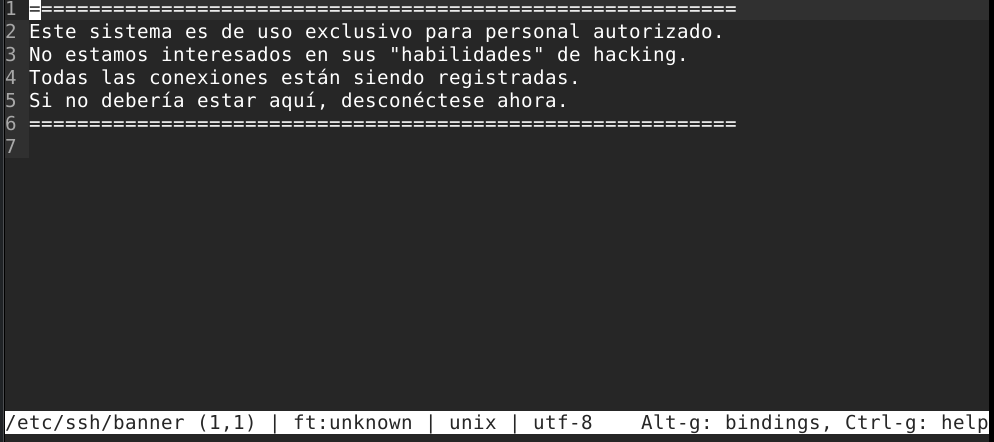 1 ===========================================================
2 Este sistema es de uso exclusivo para personal autorizado.
3 No estamos interesados en sus "habilidades" de hacking.
4 Todas las conexiones están siendo registradas.
5 Si no debería estar aquí, desconéctese ahora.
6 ===========================================================
7
/etc/ssh/banner (1,1) | ft:unknown | unix | utf-8    Alt-g: bindings, Ctrl-g: help